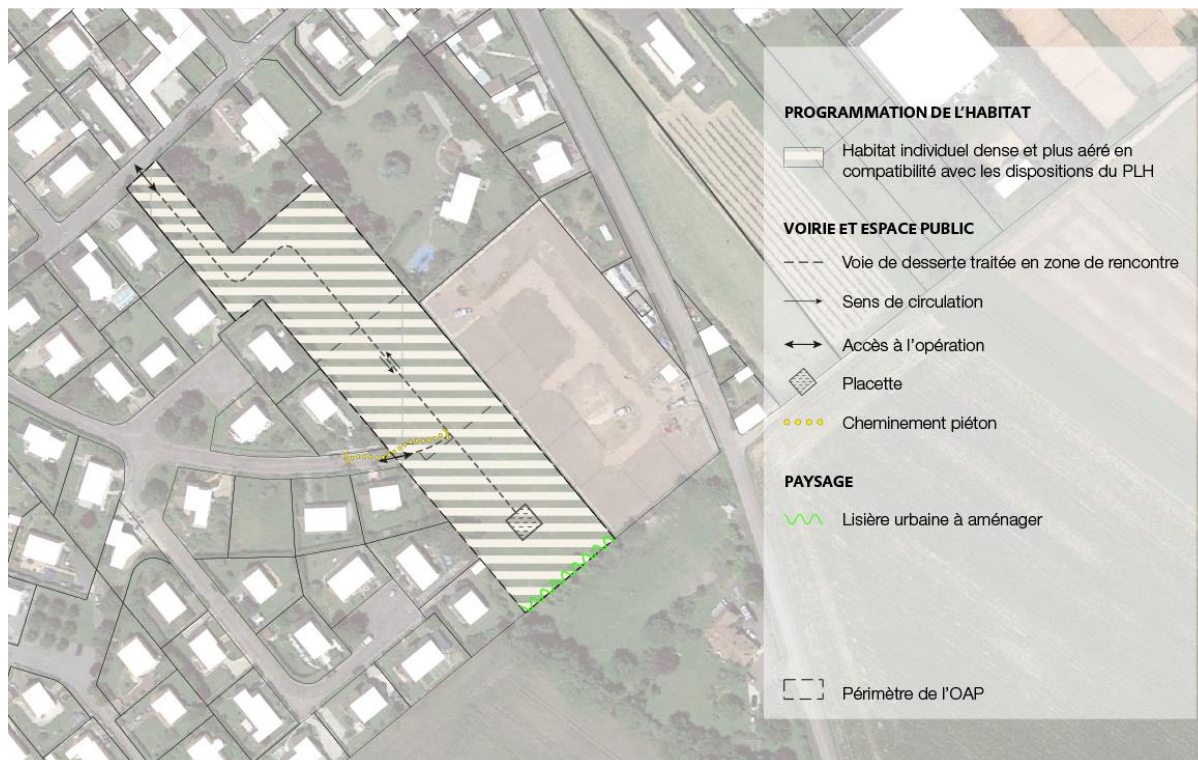 PROGRAMMATION DE L'HABITAT
Habitat individuel dense et plus aéré en
compatibilité avec les dispositions du PLH
VOIRIE ET ESPACE PUBLIC
Voie de desserte traitée en zone de rencontre
Sens de circulation
Accès à l'opération
Placette
Cheminement piéton
PAYSAGE
Lisière urbaine à aménager
Périmètre de l'OAP